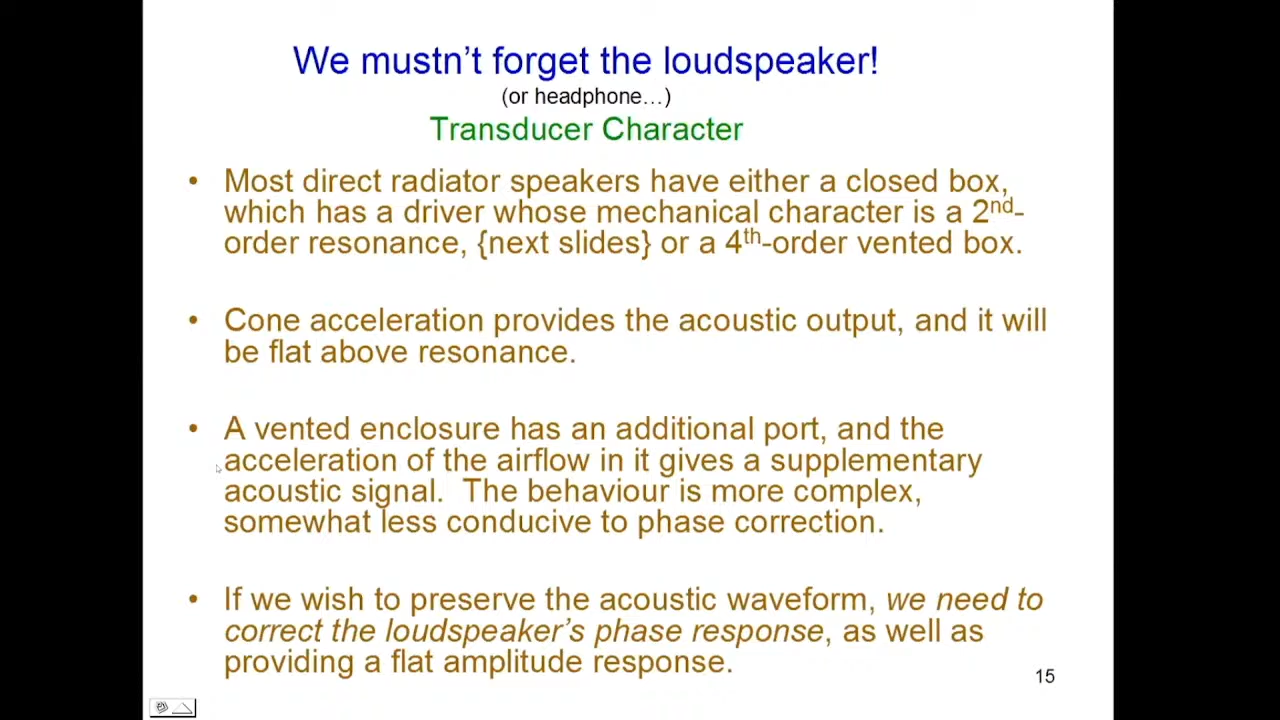 We mustn’t forget the loudspeaker!
(or headphone…)
Transducer Character
• Most direct radiator speakers have either a closed box,
which has a driver whose mechanical character is a 2nd-
order resonance, {next slides} or a 4th-order vented box.
• Cone acceleration provides the acoustic output, and it will
be flat above resonance.
• A vented enclosure has an additional port, and the
acceleration of the airflow in it gives a supplementary
acoustic signal.  The behaviour is more complex,
somewhat less conducive to phase correction.
• If we wish to preserve the acoustic waveform, we need to
correct the loudspeaker’s phase response, as well as
providing a flat amplitude response.
15